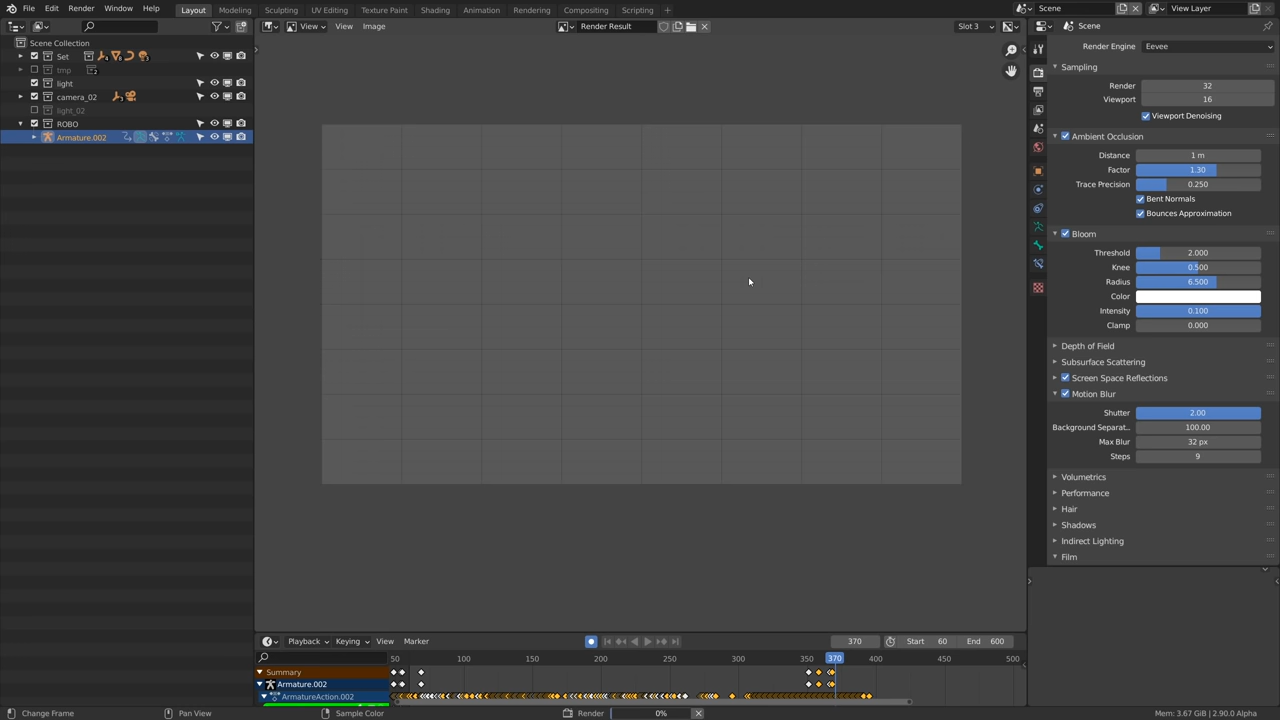 File Edit Render Window Help Layout Modeling Sculpting UV Editing Texture Paint Shading Animation Rendering Compositing Scripting + Scene View Layer
View View Image Render Result Slot 3 Scene
Scene Collection
Set 4 8 3
tmp 2
light
camera_02 3
light_02
ROBO
Armature.002
Render Engine Eevee
Sampling
Render 32
Viewport 16
Viewport Denoising
Ambient Occlusion
Distance 1 m
Factor 1.30
Trace Precision 0.250
Bent Normals
Bounces Approximation
Bloom
Threshold 2.000
Knee 0.500
Radius 6.500
Color
Intensity 0.100
Clamp 0.000
Depth of Field
Subsurface Scattering
Screen Space Reflections
Motion Blur
Shutter 2.00
Background Separat... 100.00
Max Blur 32 px
Steps 9
Volumetrics
Performance
Hair
Shadows
Indirect Lighting
Film
Playback Keying View Marker 370 Start 60 End 600
50 100 150 200 250 300 350 370 400 450 500
Summary
Armature.002
ArmatureAction.002
Change Frame Pan View Sample Color Render 0% Mem: 3.67 GiB | 2.90.0 Alpha